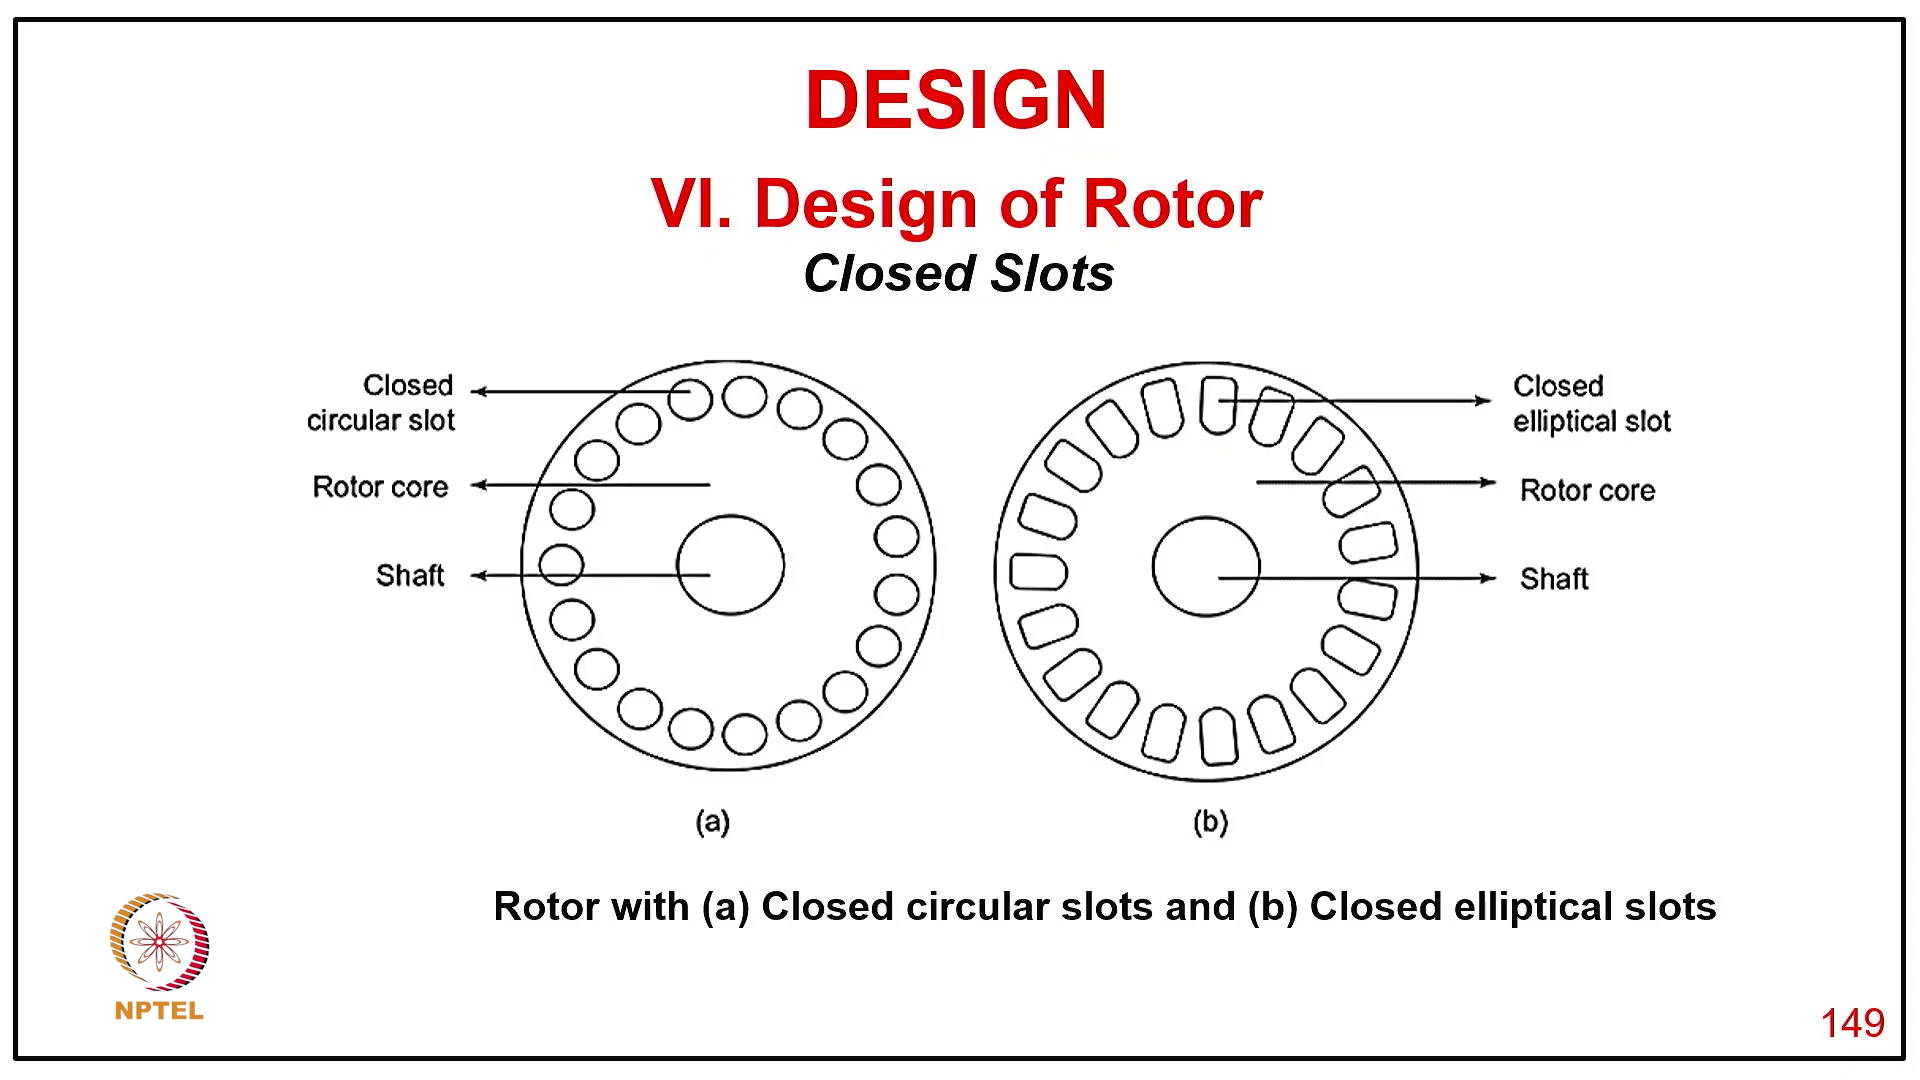 DESIGN
VI. Design of Rotor
Closed Slots
Closed
circular slot
Rotor core
Shaft
Closed
elliptical slot
Rotor core
Shaft
(a)
(b)
Rotor with (a) Closed circular slots and (b) Closed elliptical slots
NPTEL
149